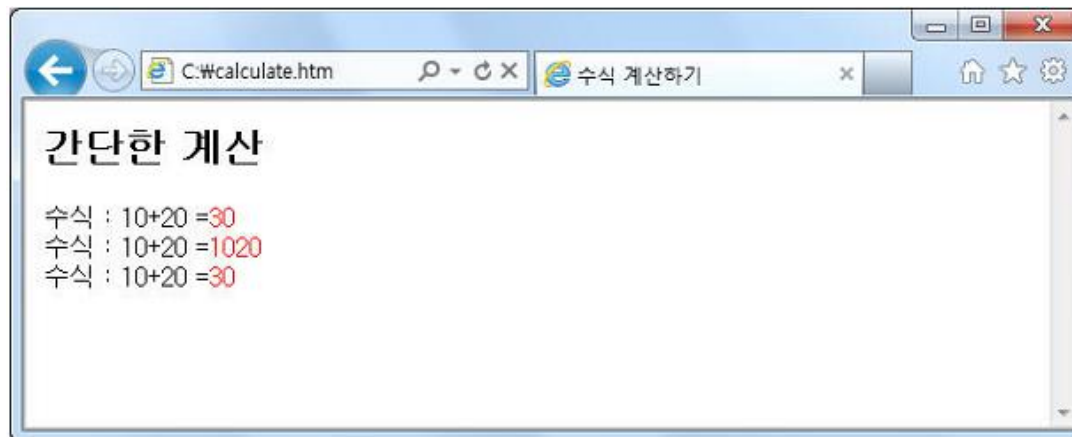 C:₩calculate.htm
수식 계산하기
간단한 계산
수식 : 10+20 =30
수식 : 10+20 =1020
수식 : 10+20 =30